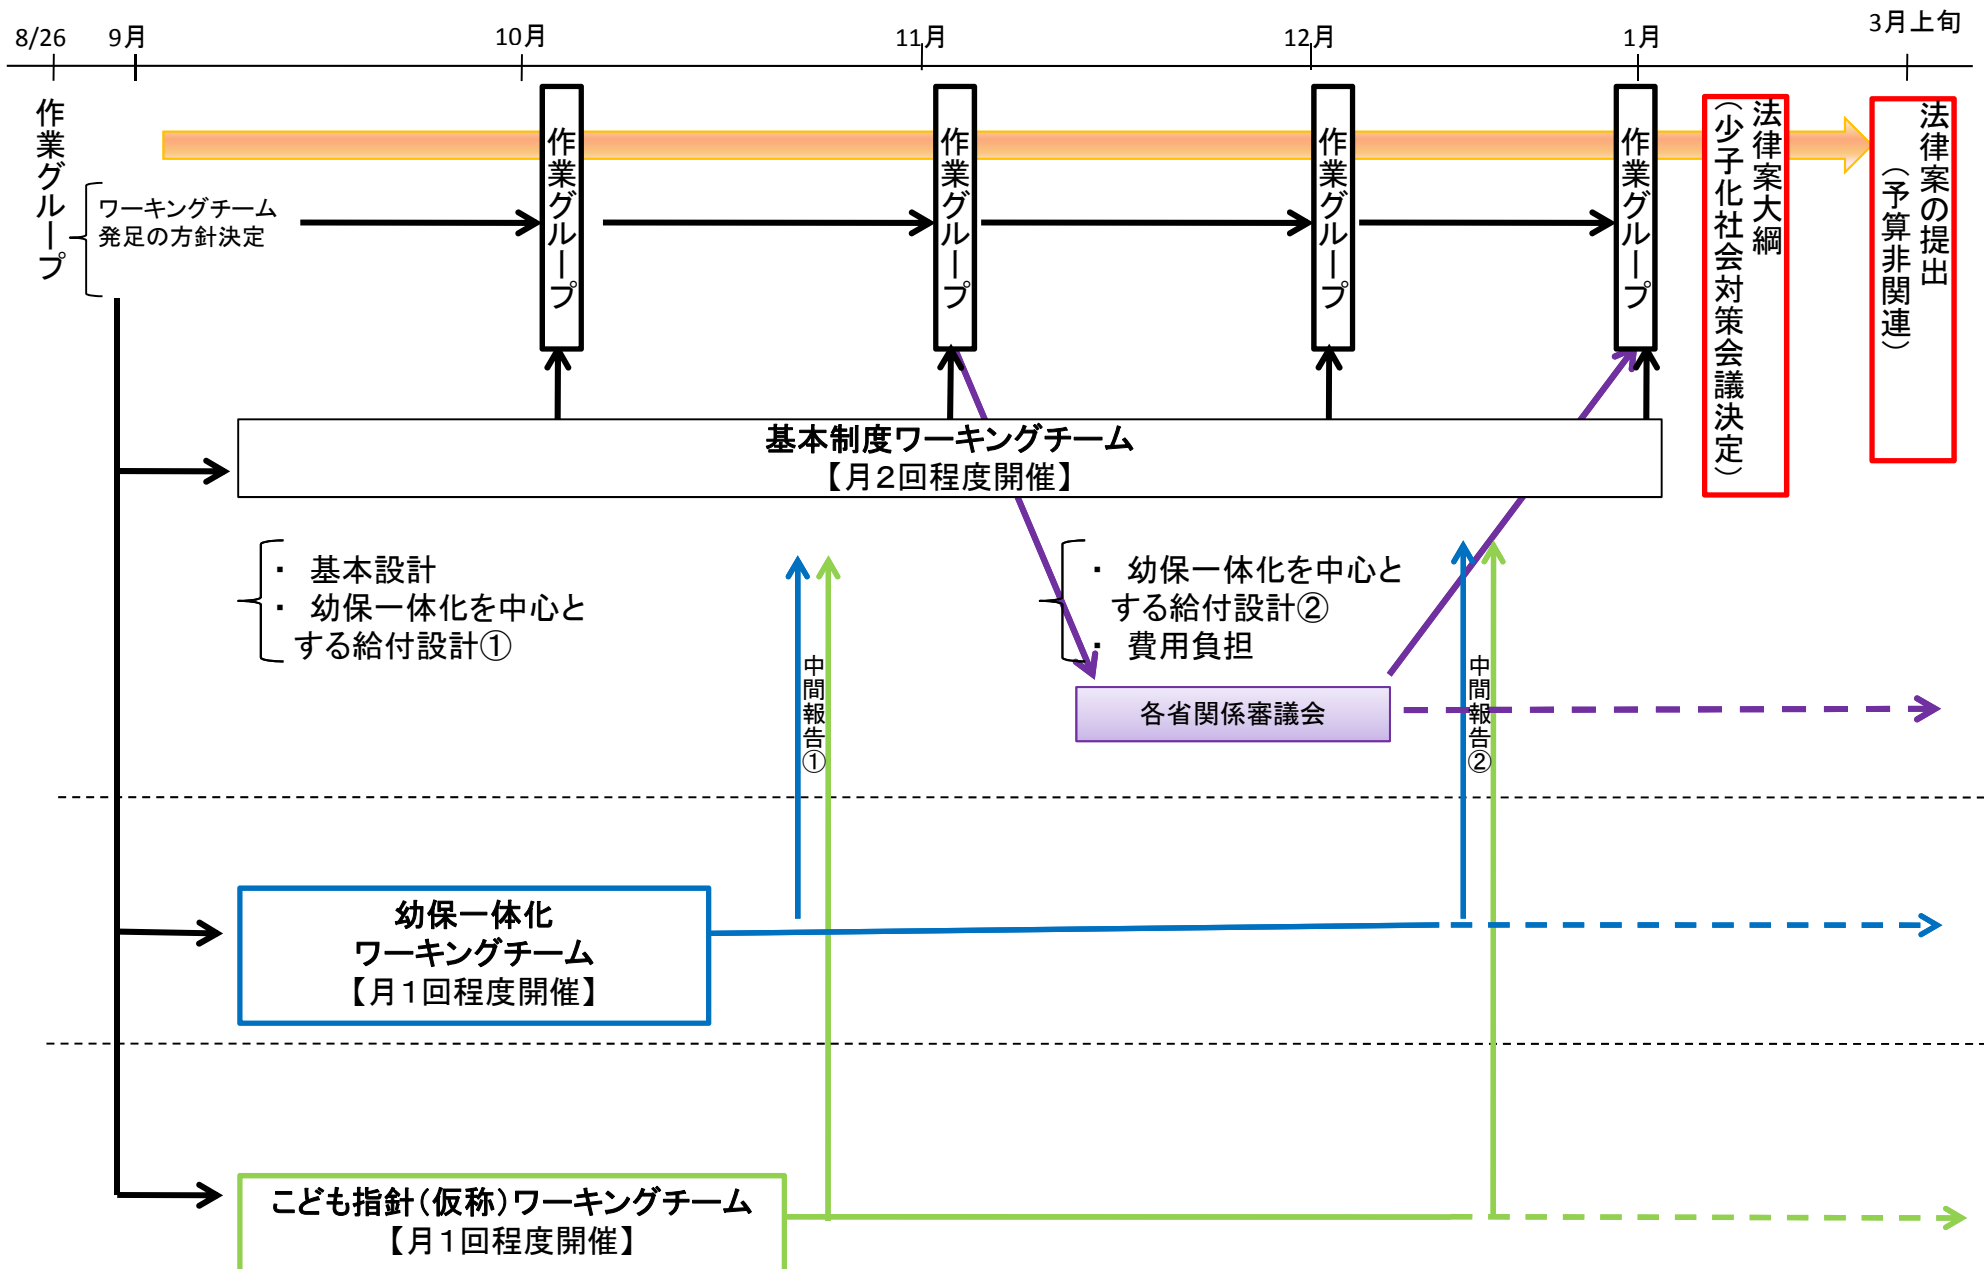 8/26
9月
10月
11月
12月
1月
3月上旬
作業グループ
ワーキングチーム
発足の方針決定
作業グループ
作業グループ
作業グループ
作業グループ
法律案大綱
（少子化社会対策会議決定）
法律案の提出
（予算非関連）
基本制度ワーキングチーム
【月2回程度開催】
・ 基本設計
・ 幼保一体化を中心と
する給付設計①
・ 幼保一体化を中心と
する給付設計②
・ 費用負担
中間報告①
各省関係審議会
中間報告②
幼保一体化
ワーキングチーム
【月1回程度開催】
こども指針（仮称）ワーキングチーム
【月1回程度開催】